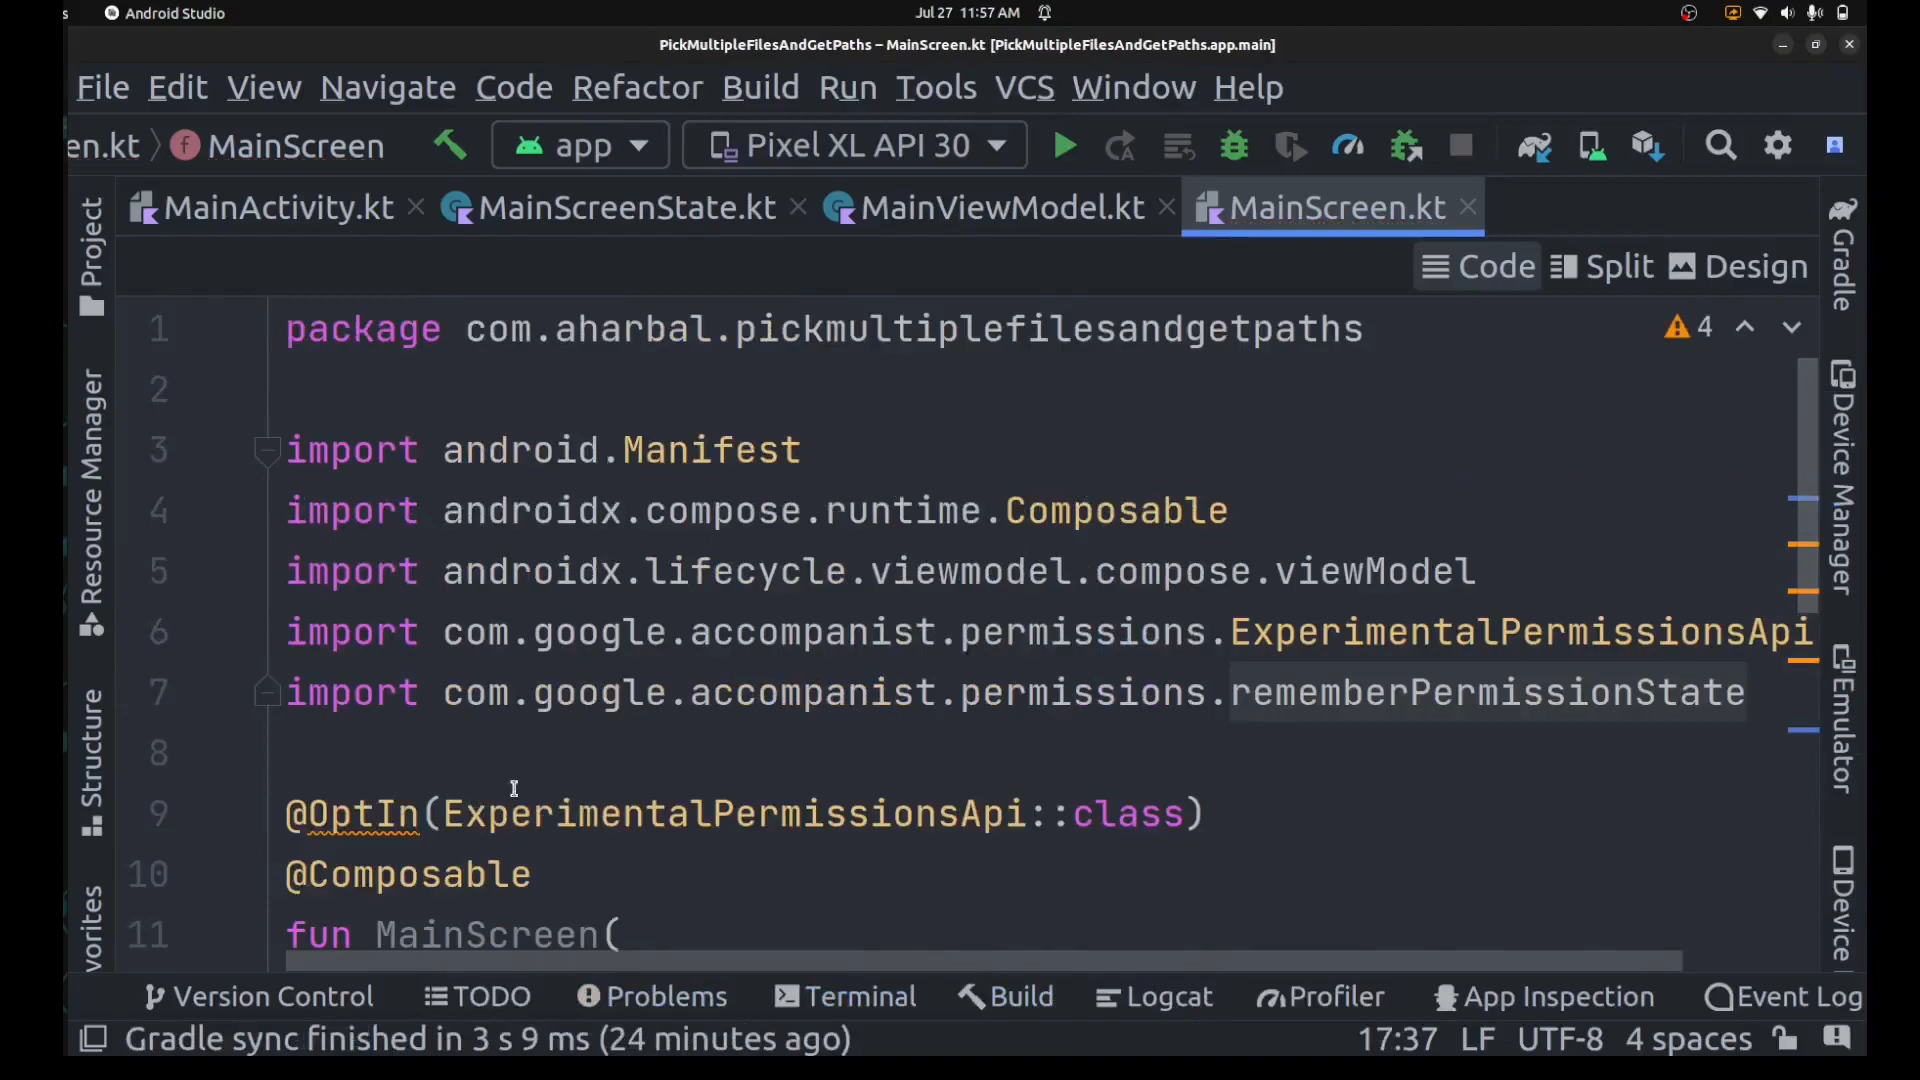 s Android Studio Jul 27 11:57 AM
PickMultipleFilesAndGetPaths – MainScreen.kt [PickMultipleFilesAndGetPaths.app.main]
File Edit View Navigate Code Refactor Build Run Tools VCS Window Help
en.kt MainScreen app Pixel XL API 30
MainActivity.kt MainScreenState.kt MainViewModel.kt MainScreen.kt
Code Split Design
1 package com.aharbal.pickmultiplefilesandgetpaths 4
2
3 import android.Manifest
4 import androidx.compose.runtime.Composable
5 import androidx.lifecycle.viewmodel.compose.viewModel
6 import com.google.accompanist.permissions.ExperimentalPermissionsApi
7 import com.google.accompanist.permissions.rememberPermissionState
8
9 @OptIn(ExperimentalPermissionsApi::class)
10 @Composable
11 fun MainScreen(
Project
Resource Manager
Structure
vorites
Gradle
Device Manager
Emulator
Device
Version Control TODO Problems Terminal Build Logcat Profiler App Inspection Event Log
Gradle sync finished in 3 s 9 ms (24 minutes ago) 17:37 LF UTF-8 4 spaces